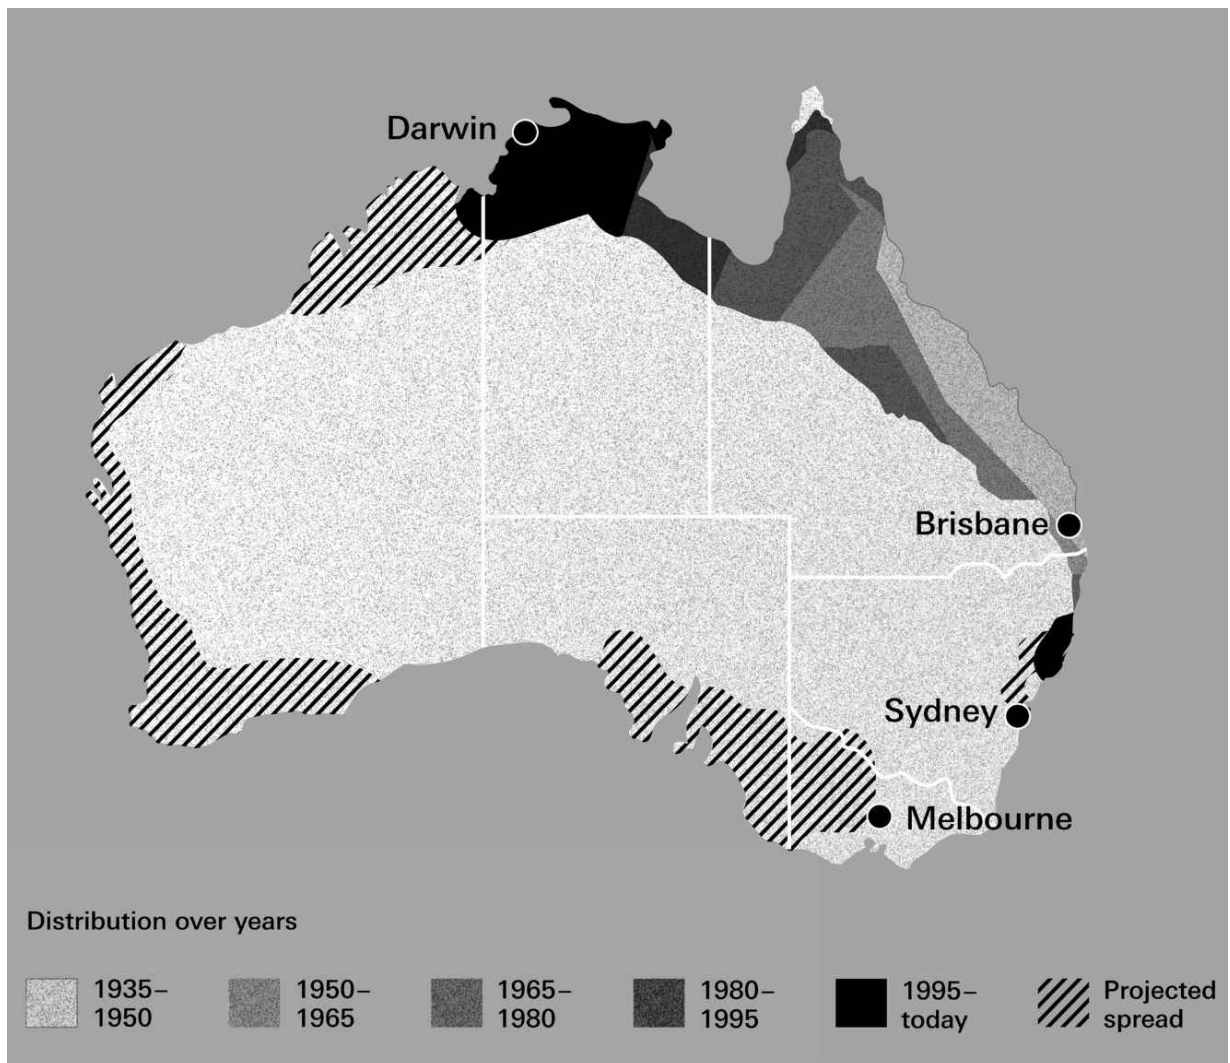 Darwin
Brisbane
Sydney
Melbourne
Distribution over years
1935–
1950
1950–
1965
1965–
1980
1980–
1995
1995–
today
Projected
spread